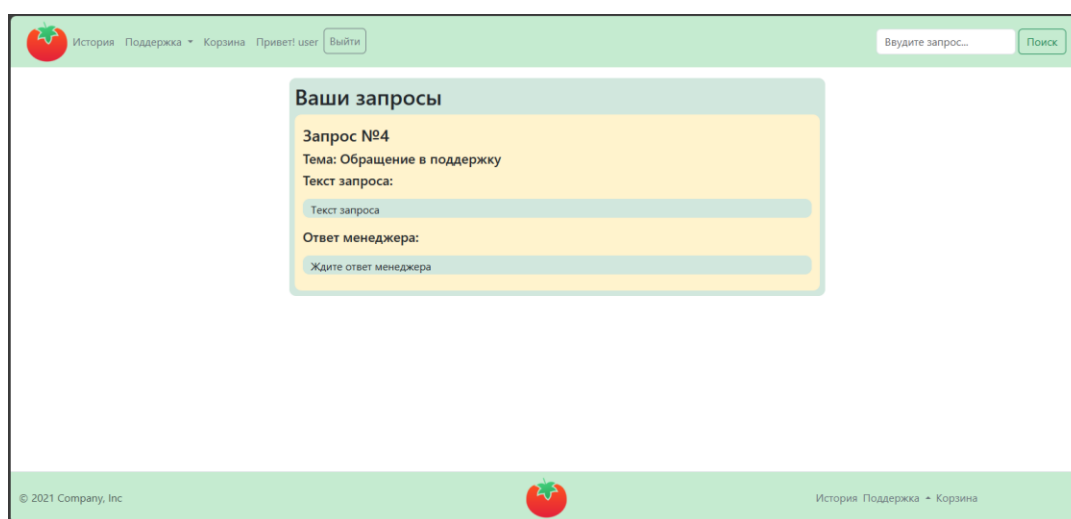 История Поддержка Корзина Привет! user Выйти Введите запрос... Поиск
Ваши запросы
Запрос №4
Тема: Обращение в поддержку
Текст запроса:
Текст запроса
Ответ менеджера:
Ждите ответ менеджера
© 2021 Company, Inc История Поддержка Корзина